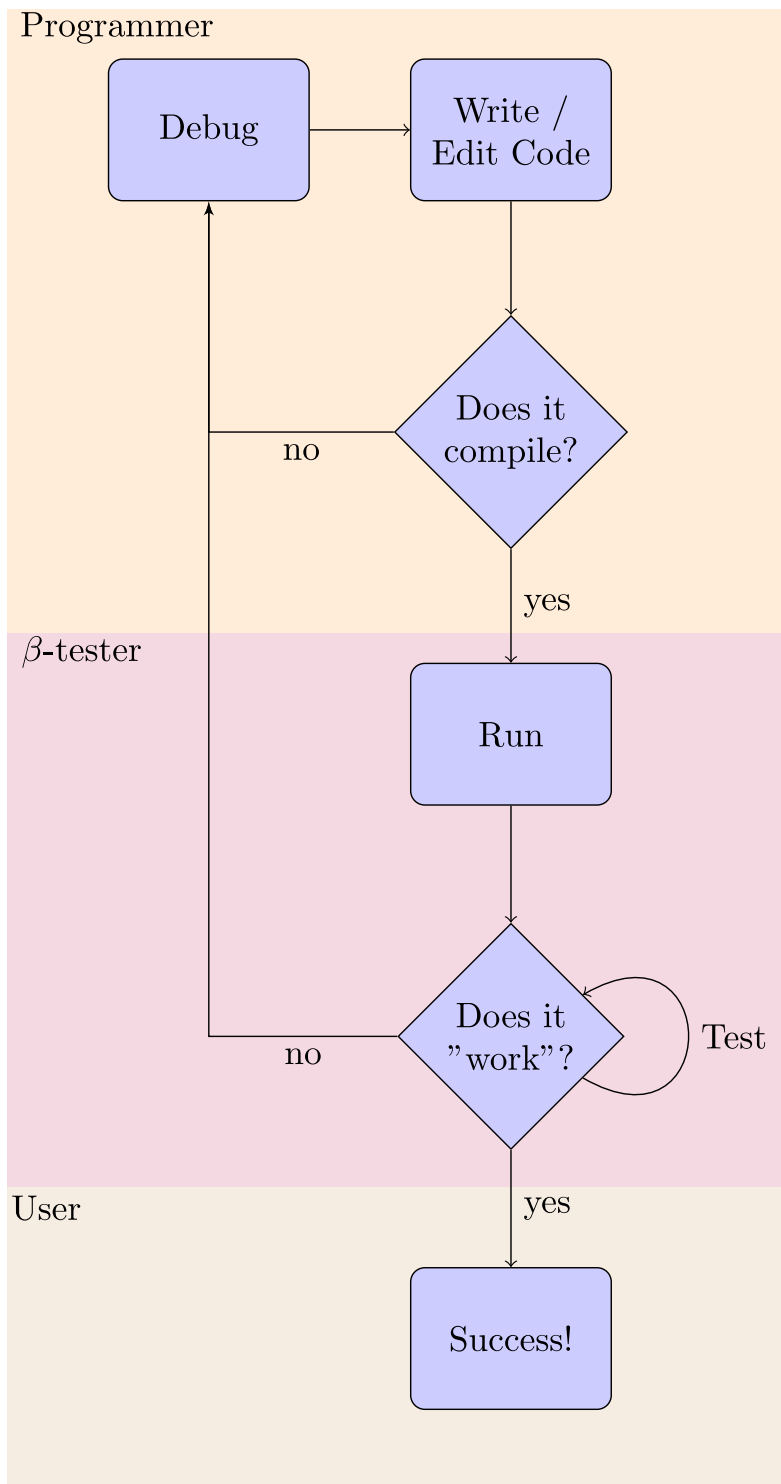 Programmer
Debug
Write /
Edit Code
Does it
compile?
no
yes
β-tester
Run
Does it
”work”?
Test
no
yes
User
Success!